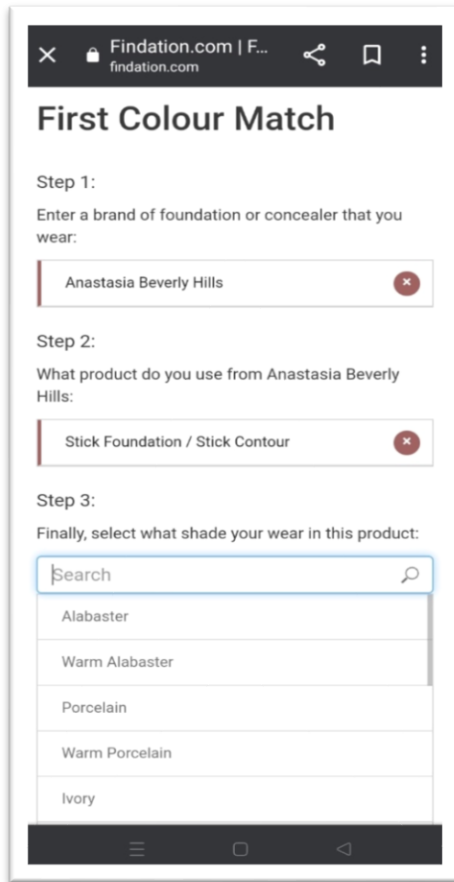 Findation.com | F...
findation.com
First Colour Match
Step 1:
Enter a brand of foundation or concealer that you
wear:
Anastasia Beverly Hills
Step 2:
What product do you use from Anastasia Beverly
Hills:
Stick Foundation / Stick Contour
Step 3:
Finally, select what shade your wear in this product:
Search
Alabaster
Warm Alabaster
Porcelain
Warm Porcelain
Ivory